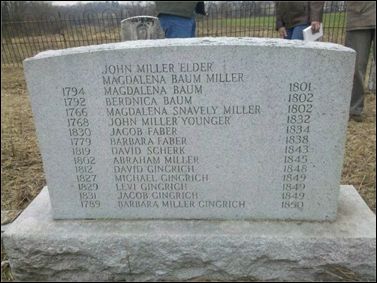 JOHN MILLER ELDER
MAGDALENA BAUM MILLER
1794 MAGDALENA BAUM 1801
1792 BERDNICA BAUM 1802
1766 MAGDALENA SNAVELY MILLER 1802
1768 JOHN MILLER YOUNGER 1832
1830 JACOB FABER 1834
1779 BARBARA FABER 1838
1819 DAVID SCHERK 1843
1802 ABRAHAM MILLER 1845
1812 DAVID GINGRICH 1848
1827 MICHAEL GINGRICH 1849
1829 LEVI GINGRICH 1849
1831 JACOB GINGRICH 1849
1789 BARBARA MILLER GINGRICH 1850